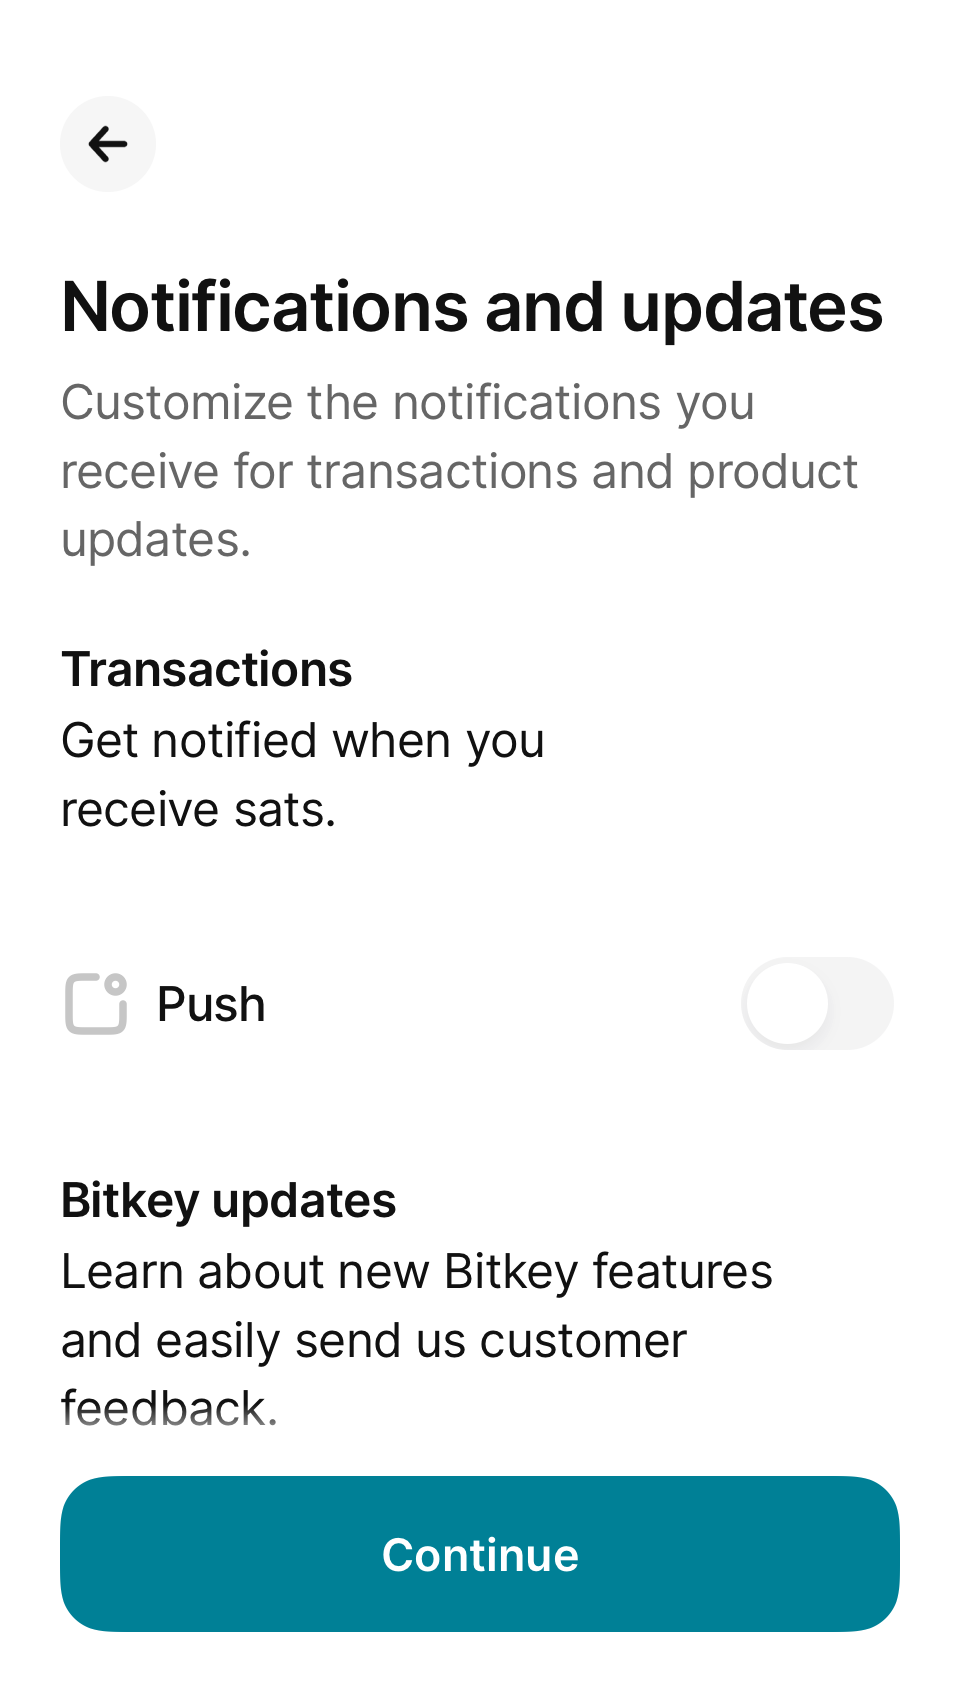 Notifications and updates
Customize the notifications you
receive for transactions and product
updates.
Transactions
Get notified when you
receive sats.
Push
Bitkey updates
Learn about new Bitkey features
and easily send us customer
feedback.
Continue